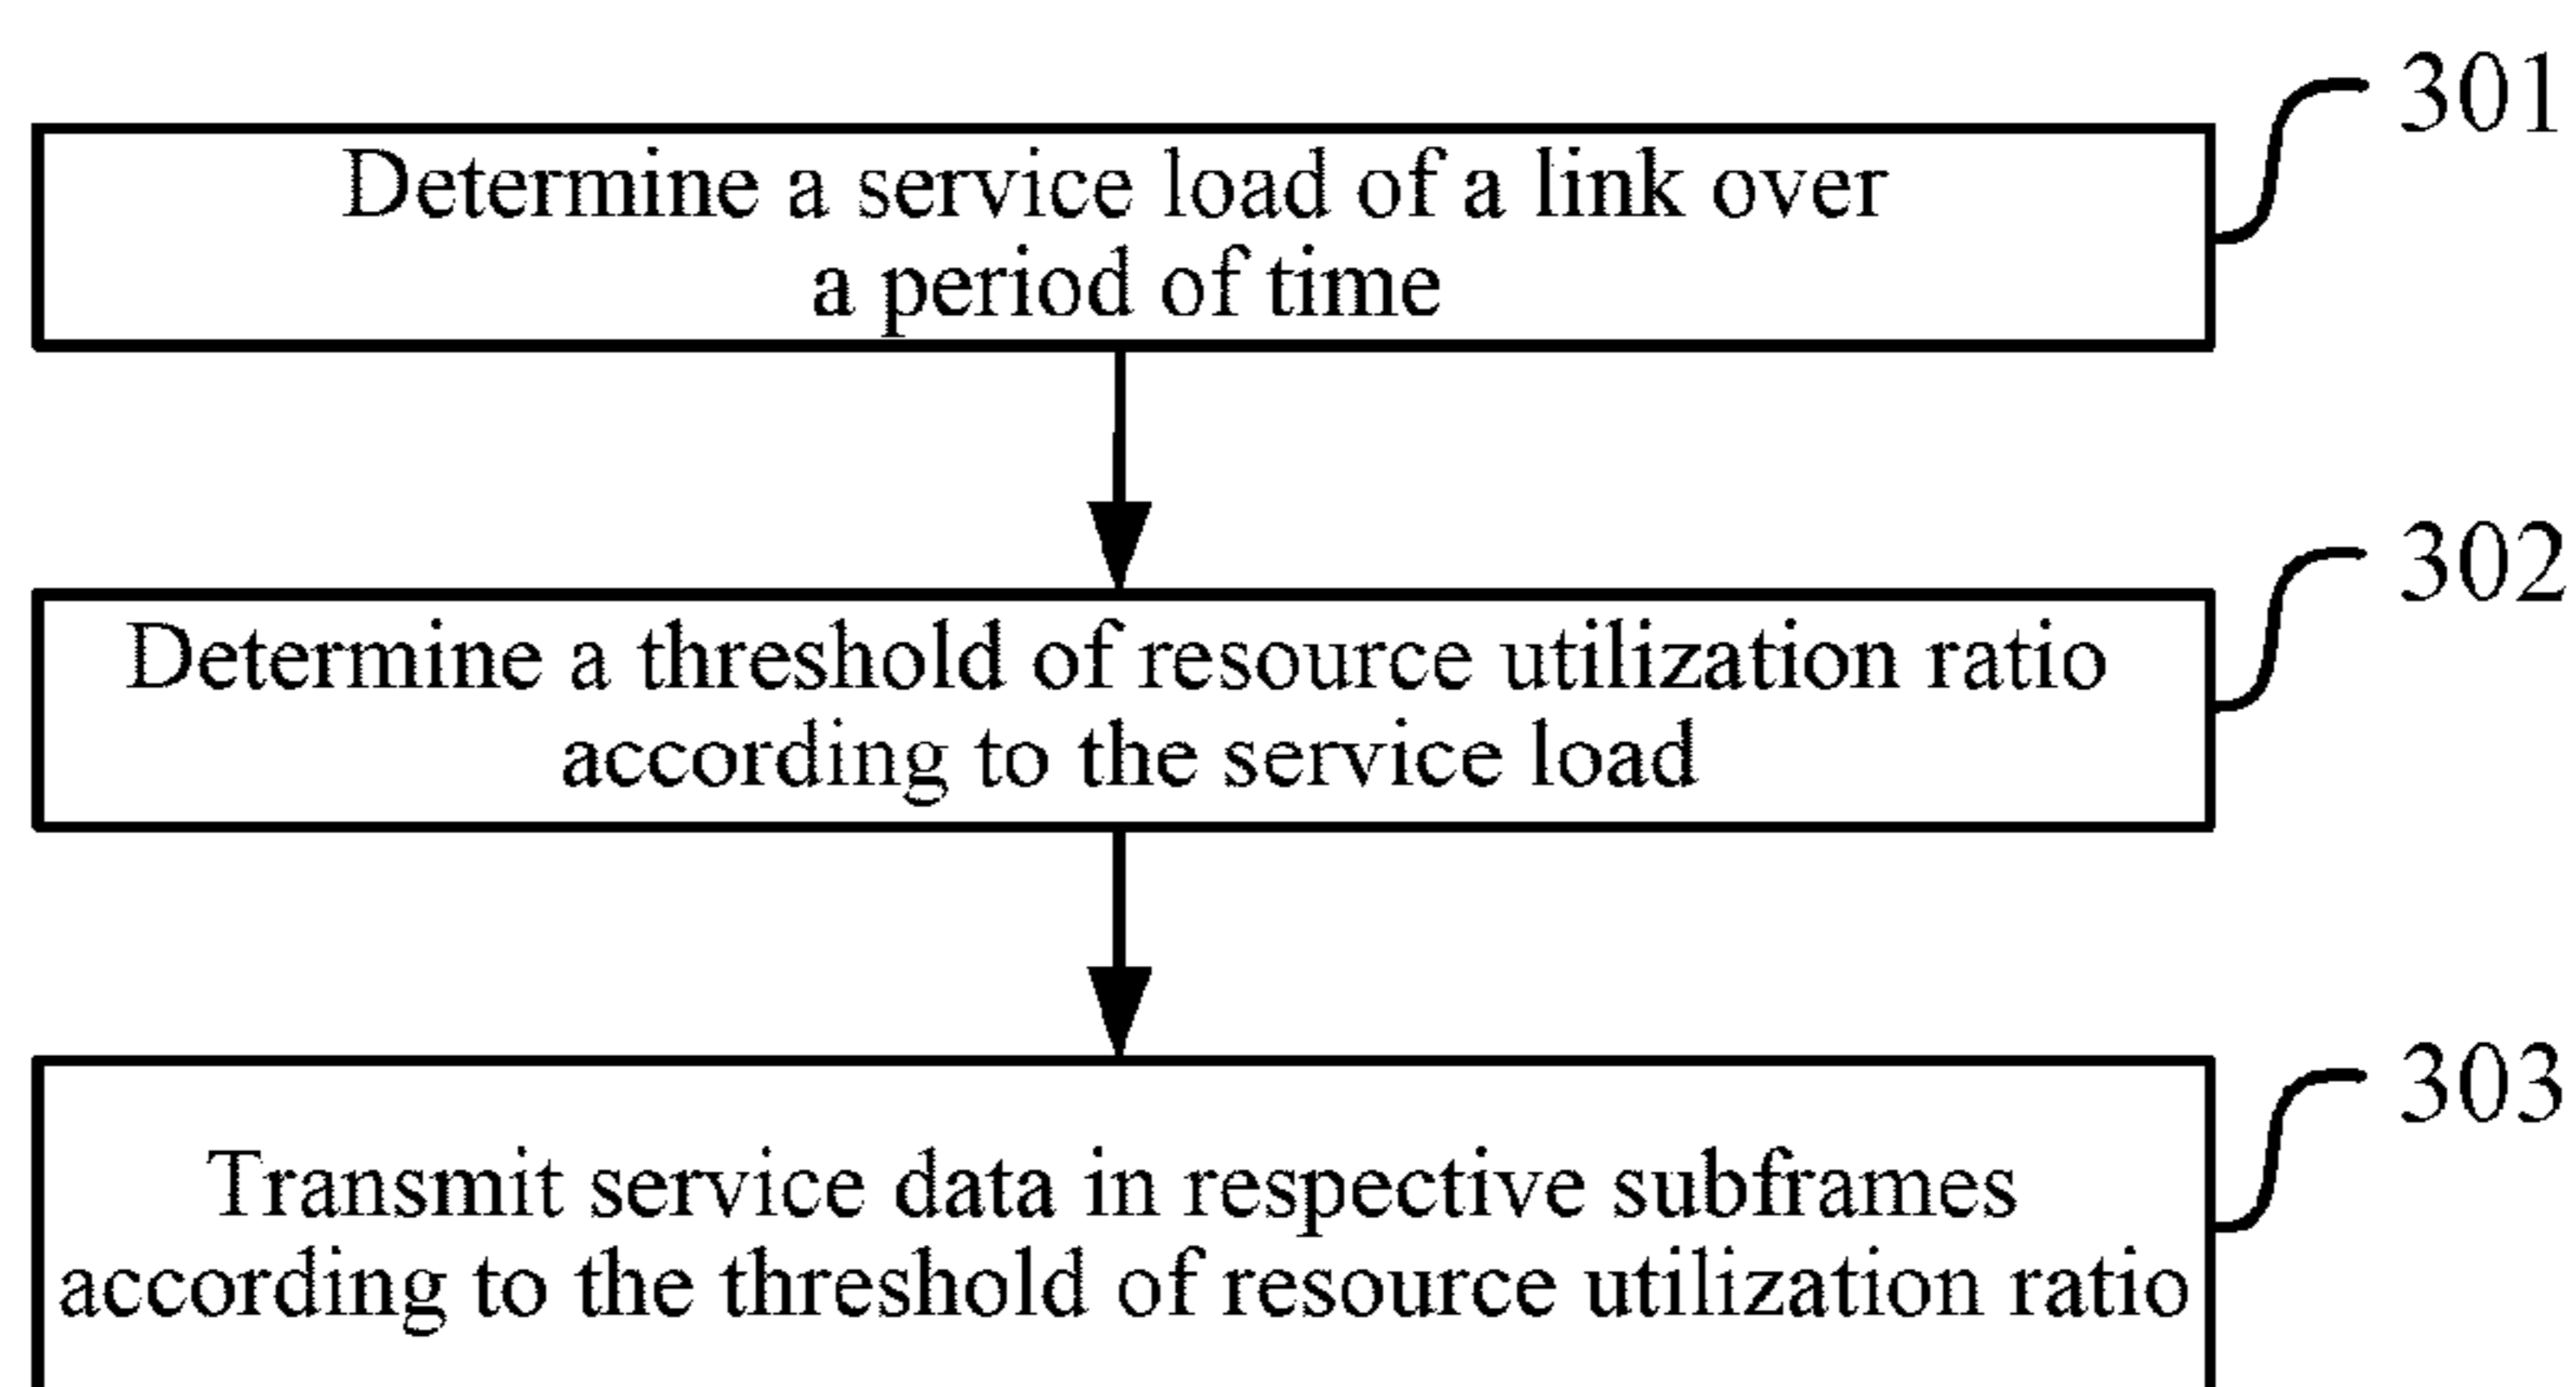 301
Determine a service load of a link over
a period of time
302
Determine a threshold of resource utilization ratio
according to the service load
303
Transmit service data in respective subframes
according to the threshold of resource utilization ratio